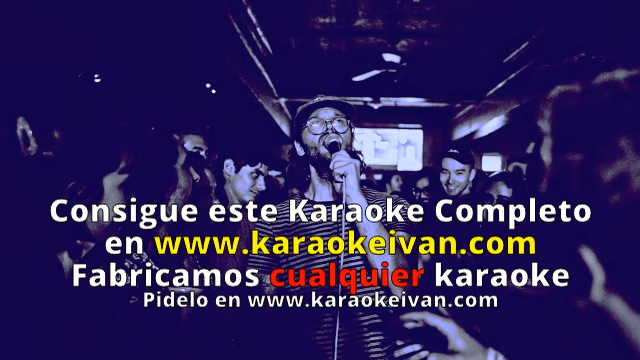 Consigue este Karaoke Completo
en www.karaokeivan.com
Fabricamos cualquier karaoke
Pidelo en www.karaokeivan.com